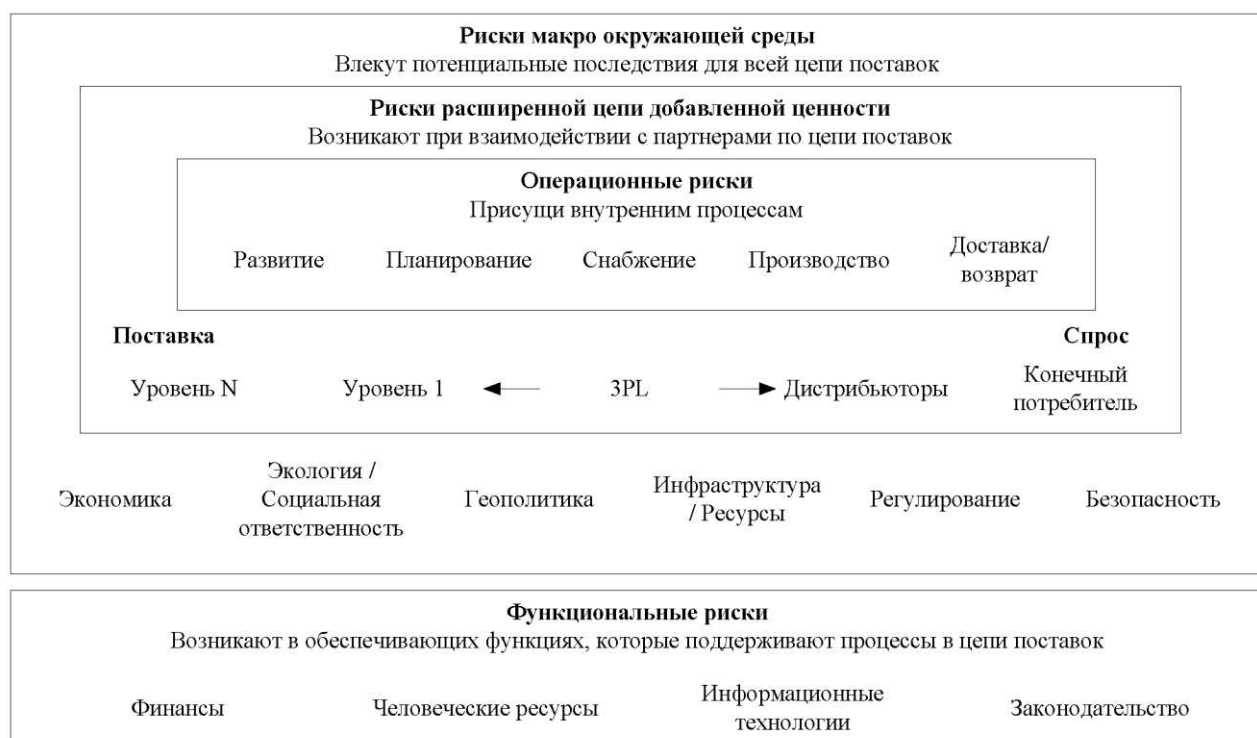 Риски макро окружающей среды
Влекут потенциальные последствия для всей цепи поставок
Риски расширенной цепи добавленной ценности
Возникают при взаимодействии с партнерами по цепи поставок
Операционные риски
Присущи внутренним процессам
Развитие
Планирование
Снабжение
Производство
Доставка/
возврат
Поставка
Спрос
Уровень N
Уровень 1
3PL
Дистрибьюторы
Конечный
потребитель
Экономика
Экология /
Социальная
ответственность
Геополитика
Инфраструктура
/ Ресурсы
Регулирование
Безопасность
Функциональные риски
Возникают в обеспечивающих функциях, которые поддерживают процессы в цепи поставок
Финансы
Человеческие ресурсы
Информационные
технологии
Законодательство